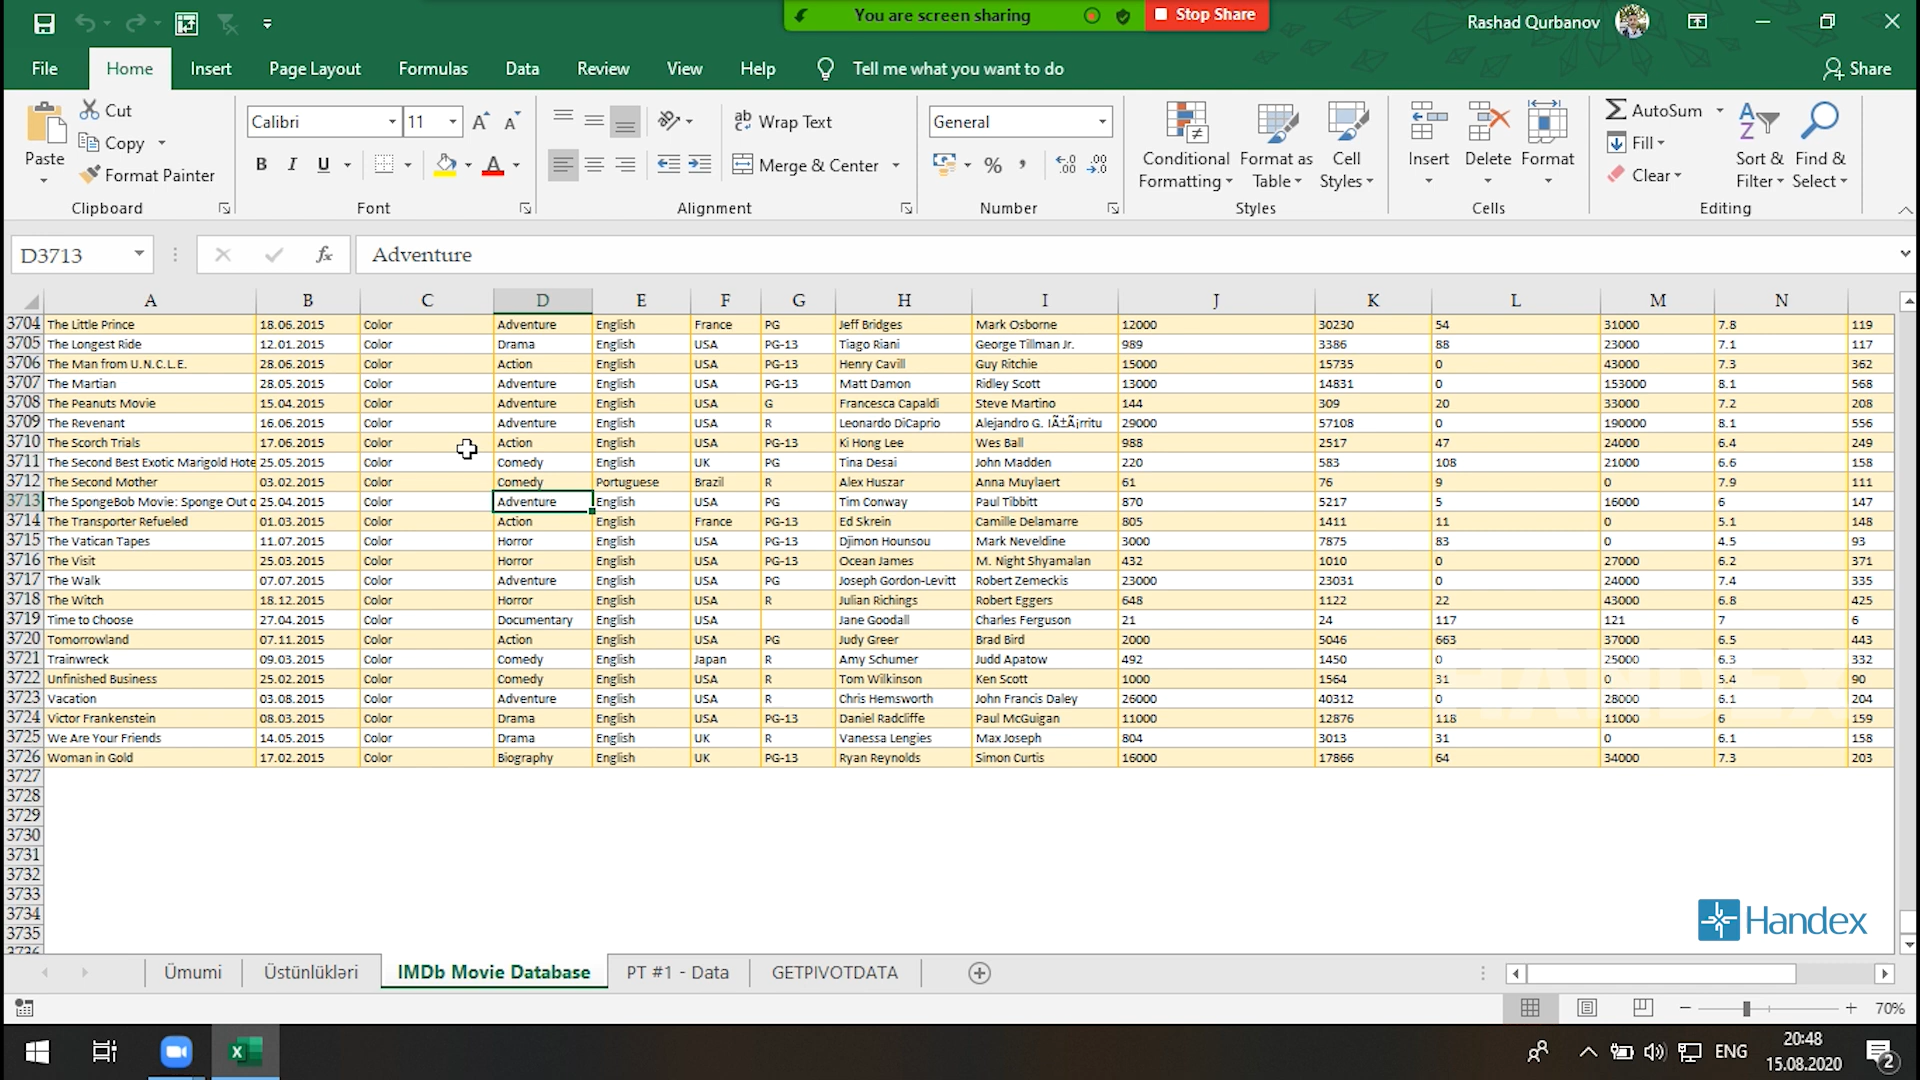 You are screen sharing
Stop Share
Rashad Qurbanov
File Home Insert Page Layout Formulas Data Review View Help Tell me what you want to do Share
Paste Cut Copy Format Painter Clipboard
Calibri 11 B I U A Font
Wrap Text Merge & Center Alignment
General % Number
Conditional Formatting Format as Table Cell Styles Styles
Insert Delete Format Cells
AutoSum Fill Clear Sort & Filter Find & Select Editing
D3713 fx Adventure
A B C D E F G H I J K L M N
3704 The Little Prince 18.06.2015 Color Adventure English France PG Jeff Bridges Mark Osborne 12000 30230 54 31000 7.8 119
3705 The Longest Ride 12.01.2015 Color Drama English USA PG-13 Tiago Riani George Tillman Jr. 989 3386 88 23000 7.1 117
3706 The Man from U.N.C.L.E. 28.06.2015 Color Action English USA PG-13 Henry Cavill Guy Ritchie 15000 15735 0 43000 7.3 362
3707 The Martian 28.05.2015 Color Adventure English USA PG-13 Matt Damon Ridley Scott 13000 14831 0 153000 8.1 568
3708 The Peanuts Movie 15.04.2015 Color Adventure English USA G Francesca Capaldi Steve Martino 144 309 20 33000 7.2 208
3709 The Revenant 16.06.2015 Color Adventure English USA R Leonardo DiCaprio Alejandro G. IÃ±Ã¡rritu 29000 57108 0 190000 8.1 556
3710 The Scorch Trials 17.06.2015 Color Action English USA PG-13 Ki Hong Lee Wes Ball 988 2517 47 24000 6.4 249
3711 The Second Best Exotic Marigold Hote 25.05.2015 Color Comedy English UK PG Tina Desai John Madden 220 583 108 21000 6.6 158
3712 The Second Mother 03.02.2015 Color Comedy Portuguese Brazil R Alex Huszar Anna Muylaert 61 76 9 0 7.9 111
3713 The SpongeBob Movie: Sponge Out o 25.04.2015 Color Adventure English USA PG Tim Conway Paul Tibbitt 870 5217 5 16000 6 147
3714 The Transporter Refueled 01.03.2015 Color Action English France PG-13 Ed Skrein Camille Delamarre 805 1411 11 0 5.1 148
3715 The Vatican Tapes 11.07.2015 Color Horror English USA PG-13 Djimon Hounsou Mark Neveldine 3000 7875 83 0 4.5 93
3716 The Visit 25.03.2015 Color Horror English USA PG-13 Ocean James M. Night Shyamalan 432 1010 0 27000 6.2 371
3717 The Walk 07.07.2015 Color Adventure English USA PG Joseph Gordon-Levitt Robert Zemeckis 23000 23031 0 24000 7.4 335
3718 The Witch 18.12.2015 Color Horror English USA R Julian Richings Robert Eggers 648 1122 22 43000 6.8 425
3719 Time to Choose 27.04.2015 Color Documentary English USA Jane Goodall Charles Ferguson 21 24 117 121 7 6
3720 Tomorrowland 07.11.2015 Color Action English USA PG Judy Greer Brad Bird 2000 5046 663 37000 6.5 443
3721 Trainwreck 09.03.2015 Color Comedy English Japan R Amy Schumer Judd Apatow 492 1450 0 25000 6.3 332
3722 Unfinished Business 25.02.2015 Color Comedy English USA R Tom Wilkinson Ken Scott 1000 1564 31 0 5.4 90
3723 Vacation 03.08.2015 Color Adventure English USA R Chris Hemsworth John Francis Daley 26000 40312 0 28000 6.1 204
3724 Victor Frankenstein 08.03.2015 Color Drama English USA PG-13 Daniel Radcliffe Paul McGuigan 11000 12876 118 11000 6 159
3725 We Are Your Friends 14.05.2015 Color Drama English UK R Vanessa Lengies Max Joseph 804 3013 31 0 6.1 158
3726 Woman in Gold 17.02.2015 Color Biography English UK PG-13 Ryan Reynolds Simon Curtis 16000 17866 64 34000 7.3 203
3727
3728
3729
3730
3731
3732
3733
3734
3735
3736
HANDEX
Handex
Ümumi Üstünlükləri IMDb Movie Database PT #1 - Data GETPIVOTDATA
70%
ENG 20:48
15.08.2020
2